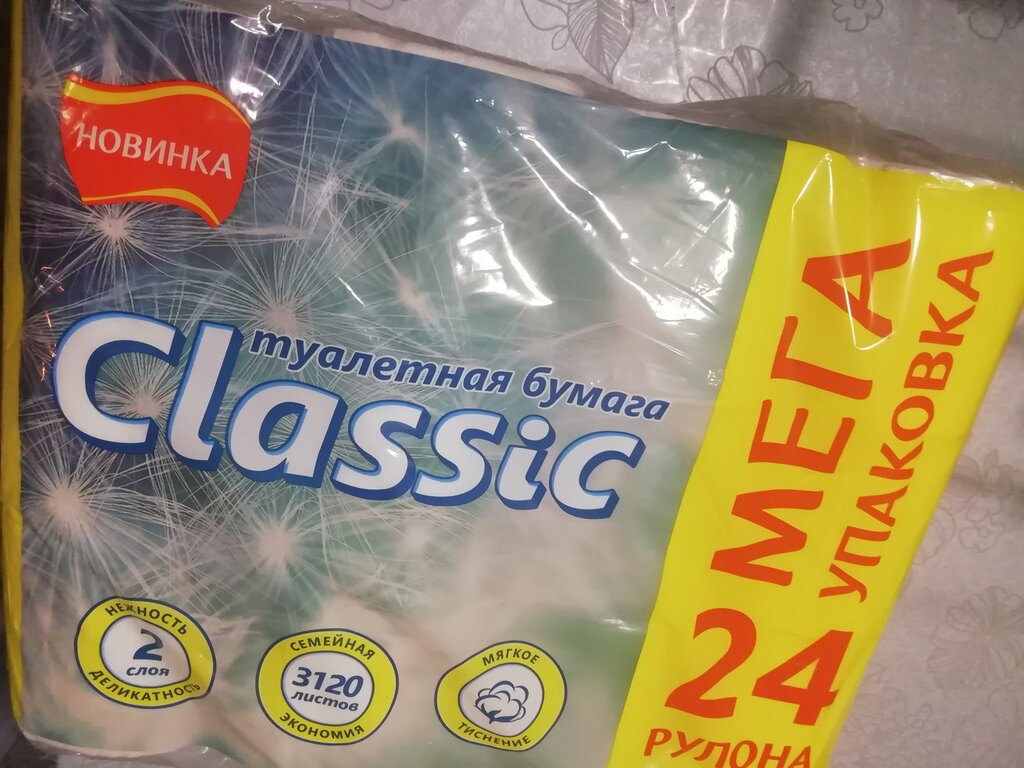 НОВИНКА
туалетная бумага
Classic
НЕЖНОСТЬ
2
слоя
ДЕЛИКАТНОСТЬ
СЕМЕЙНАЯ
3120
листов
ЭКОНОМИЯ
МЯГКОЕ
ТИСНЕНИЕ
МЕГА
УПАКОВКА
24
РУЛОНА